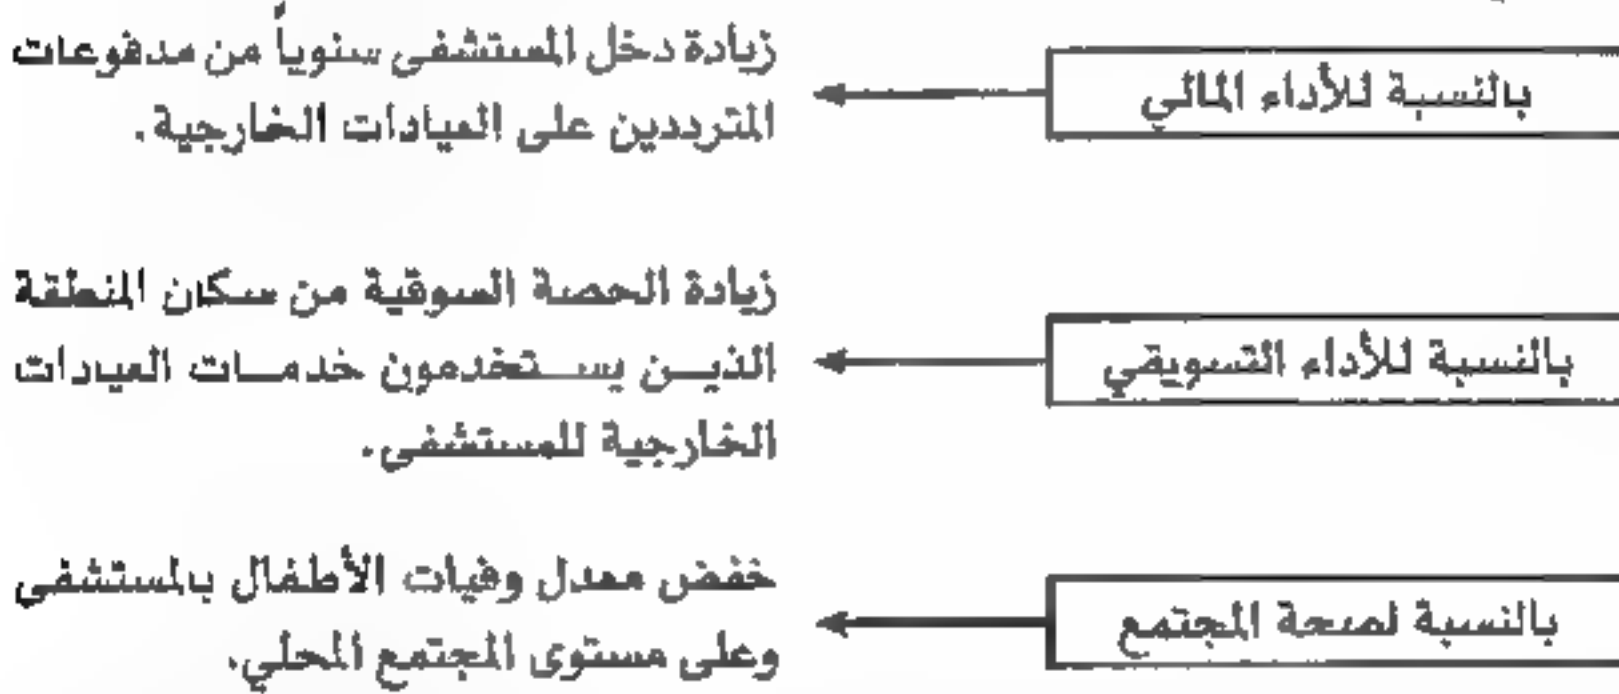 بالنسبة للأداء المالي
زيادة دخل المستشفى سنوياً من مدفوعات
المترددين على العيادات الخارجية.
بالنسبة للأداء التسويقي
زيادة الحصة السوقية من سكان المنطقة
الذين يستخدمون خدمات العيادات
الخارجية للمستشفى.
بالنسبة لصحة المجتمع
خفض معدل وفيات الأطفال بالمستشفى
وعلى مستوى المجتمع المحلي.